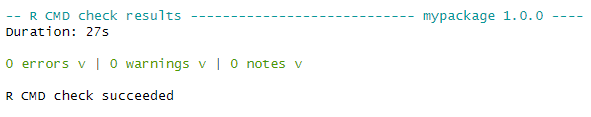 -- R CMD check results ---------------------------- mypackage 1.0.0 ----
Duration: 27s
0 errors v | 0 warnings v | 0 notes v
R CMD check succeeded